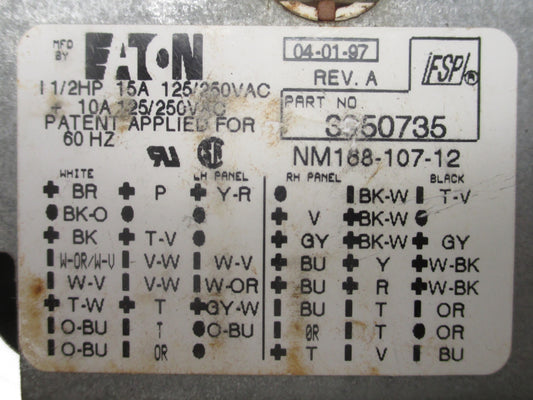 MFD BY EATON
04-01-97
REV. A
FSP ®
1 1/2HP 15A 125/250VAC
10A 125/250VAC
PATENT APPLIED FOR
60 HZ
PART NO.
3950735
NM168-107-12
WHITE LH PANEL RH PANEL BLACK
BR P Y-R BK-W T-V
BK-O V BK-W
BK T-V GY BK-W GY
W-OR/W-V V-W W-V BU Y W-BK
W-V V-W W-OR BU R W-BK
T-W T GY-W BU T OR
O-BU T O-BU OR T OR
O-BU OR T V BU